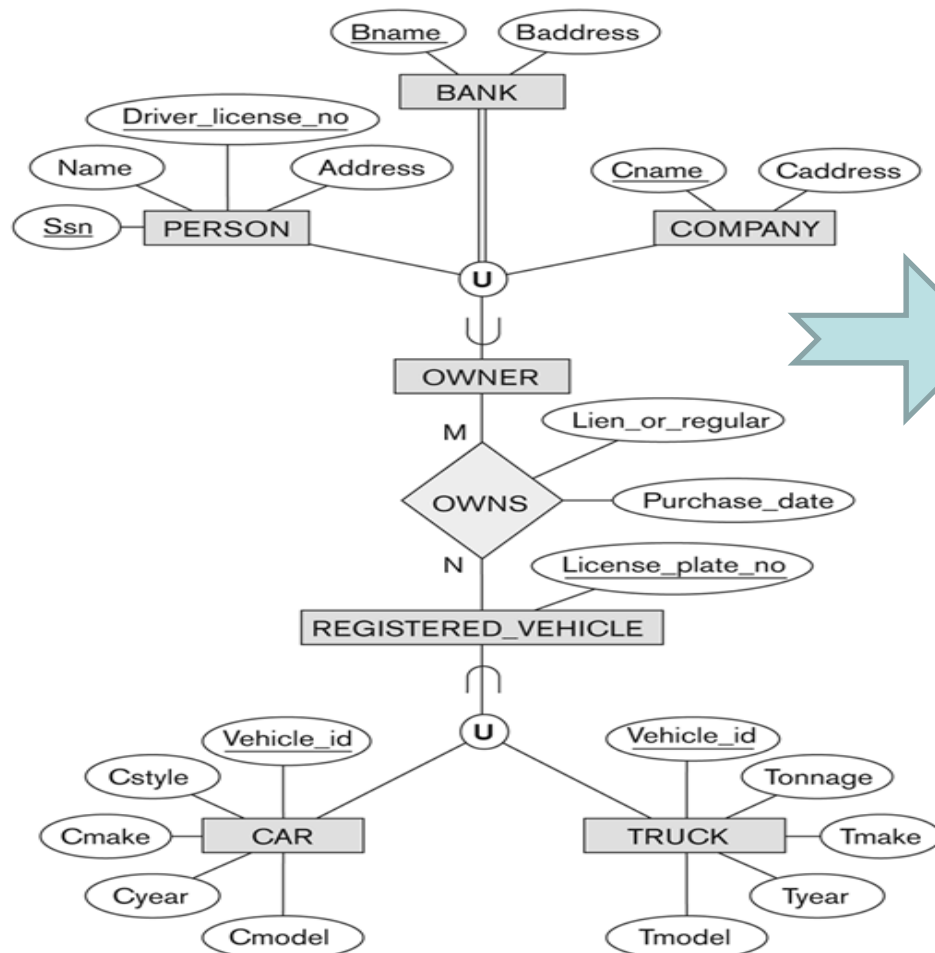 Bname
Baddress
BANK
Driver_license_no
Name
Address
Cname
Caddress
Ssn
PERSON
COMPANY
U
OWNER
M
Lien_or_regular
OWNS
Purchase_date
N
License_plate_no
REGISTERED_VEHICLE
U
Vehicle_id
Vehicle_id
Cstyle
Tonnage
Cmake
CAR
TRUCK
Tmake
Cyear
Tyear
Cmodel
Tmodel